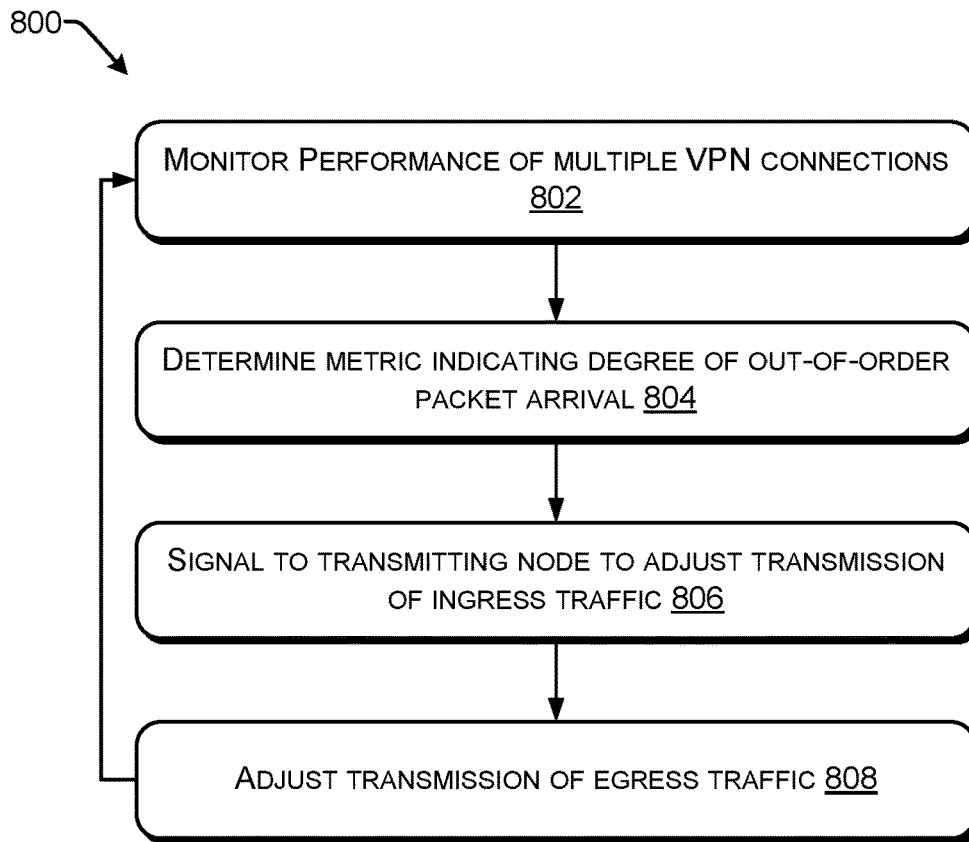 800
MONITOR PERFORMANCE OF MULTIPLE VPN CONNECTIONS
802
DETERMINE METRIC INDICATING DEGREE OF OUT-OF-ORDER
PACKET ARRIVAL 804
SIGNAL TO TRANSMITTING NODE TO ADJUST TRANSMISSION
OF INGRESS TRAFFIC 806
ADJUST TRANSMISSION OF EGRESS TRAFFIC 808